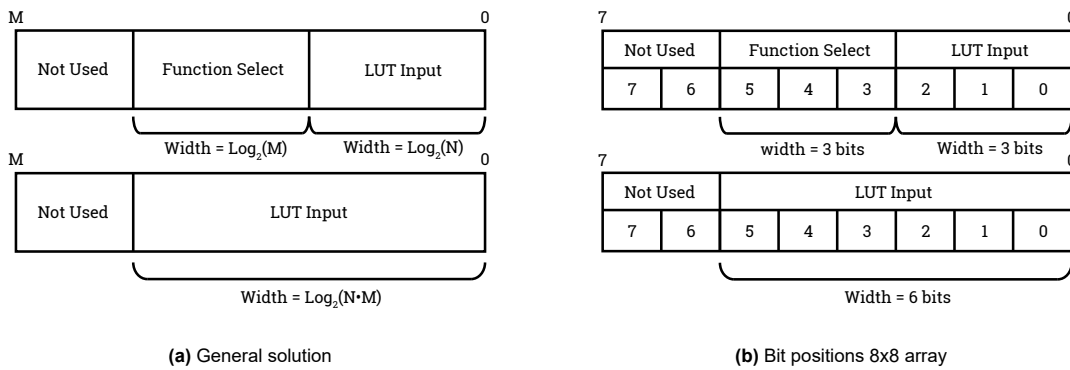 M 0
Not Used Function Select LUT Input
Width = Log₂(M) Width = Log₂(N)
M 0
Not Used LUT Input
Width = Log₂(N•M)
(a) General solution
7 0
Not Used Function Select LUT Input
7 6 5 4 3 2 1 0
width = 3 bits Width = 3 bits
7 0
Not Used LUT Input
7 6 5 4 3 2 1 0
Width = 6 bits
(b) Bit positions 8x8 array